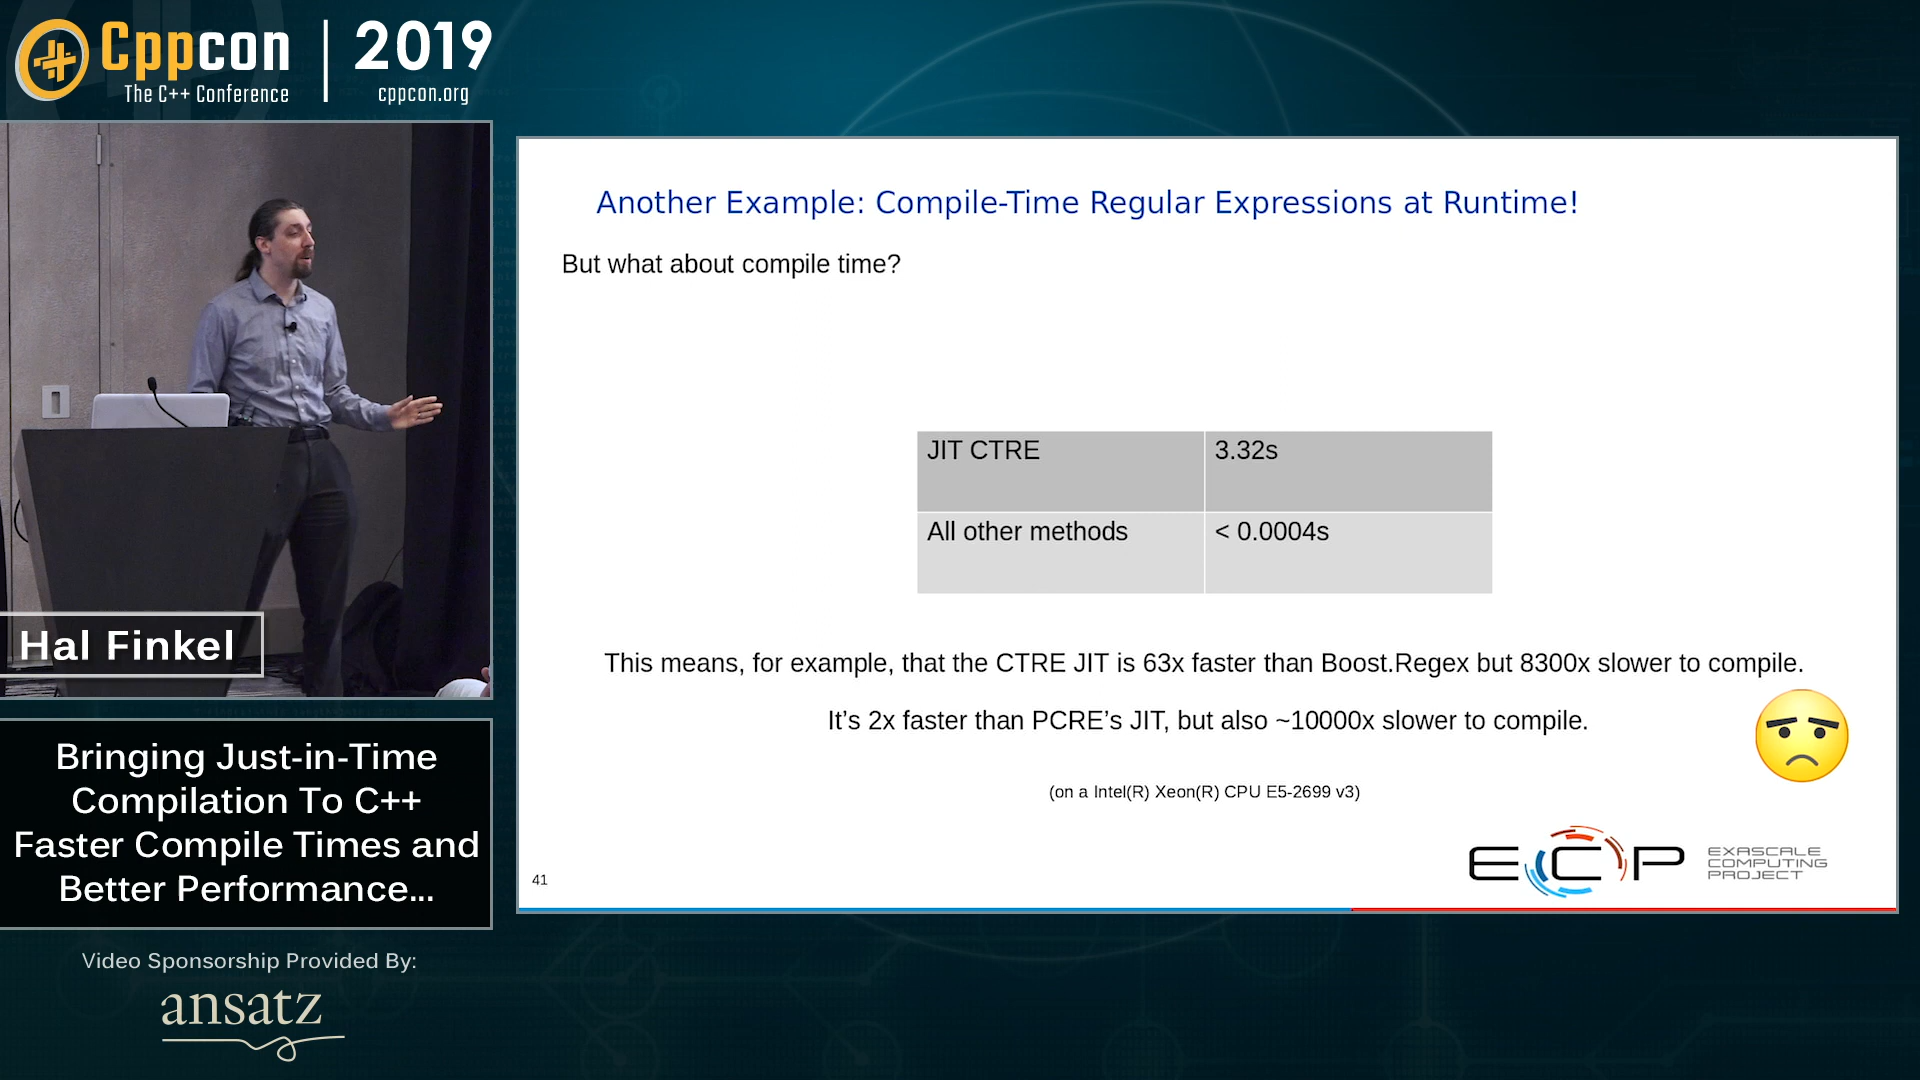 Cppcon
The C++ Conference
2019
cppcon.org
Another Example: Compile-Time Regular Expressions at Runtime!
But what about compile time?
JIT CTRE 3.32s
All other methods < 0.0004s
This means, for example, that the CTRE JIT is 63x faster than Boost.Regex but 8300x slower to compile.
It’s 2x faster than PCRE’s JIT, but also ~10000x slower to compile.
(on a Intel(R) Xeon(R) CPU E5-2699 v3)
41
ECP
EXASCALE
COMPUTING
PROJECT
Hal Finkel
Bringing Just-in-Time
Compilation To C++
Faster Compile Times and
Better Performance...
Video Sponsorship Provided By:
ansatz